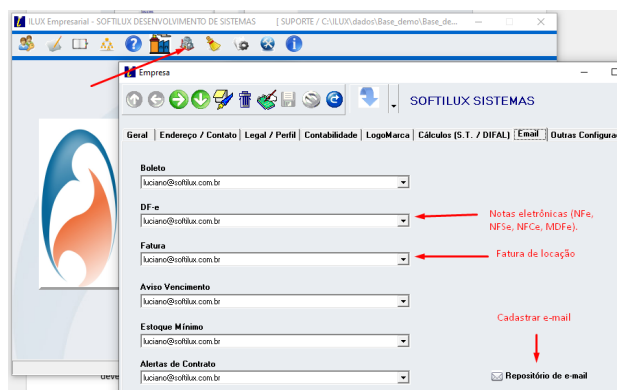 ILUX Empresarial - SOFTILUX DESENVOLVIMENTO DE SISTEMAS [ SUPORTE / C:\ILUX\dados\Base_demo\Base_de...
Empresa
SOFTILUX SISTEMAS
Geral Endereço / Contato Legal / Perfil Contabilidade LogoMarca Cálculos (S.T. / DIFAL) Email Outras Configura
Boleto
luciano@softilux.com.br
DF-e
luciano@softilux.com.br
Notas eletrônicas (NFe,
NFSe, NFCe, MDFe).
Fatura
luciano@softilux.com.br
Fatura de locação
Aviso Vencimento
luciano@softilux.com.br
Estoque Mínimo
luciano@softilux.com.br
Cadastrar e-mail
Alertas de Contrato
luciano@softilux.com.br
Repositório de e-mail
deve